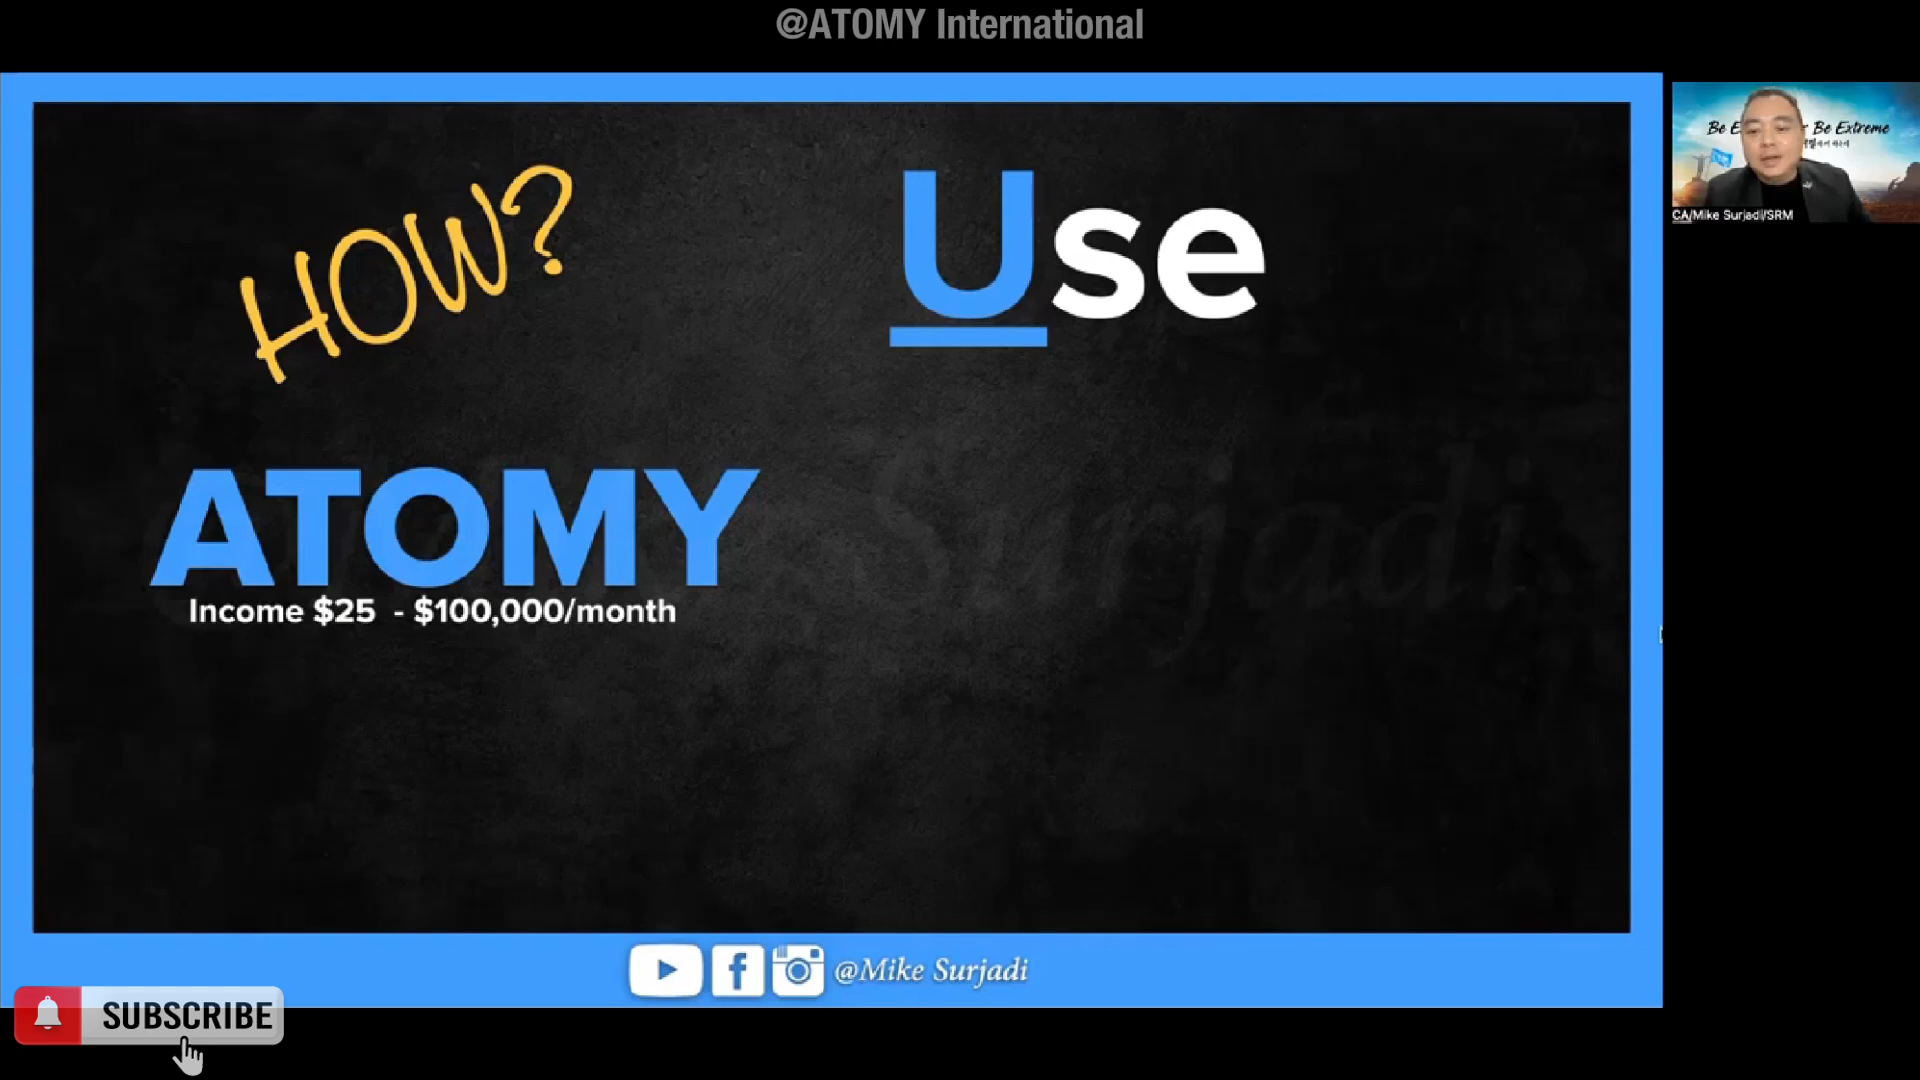 @ATOMY International
HOW?
Use
ATOMY
Income $25 - $100,000/month
Surjadi
@Mike Surjadi
SUBSCRIBE
Be Extreme
CA/Mike Surjadi/SRM